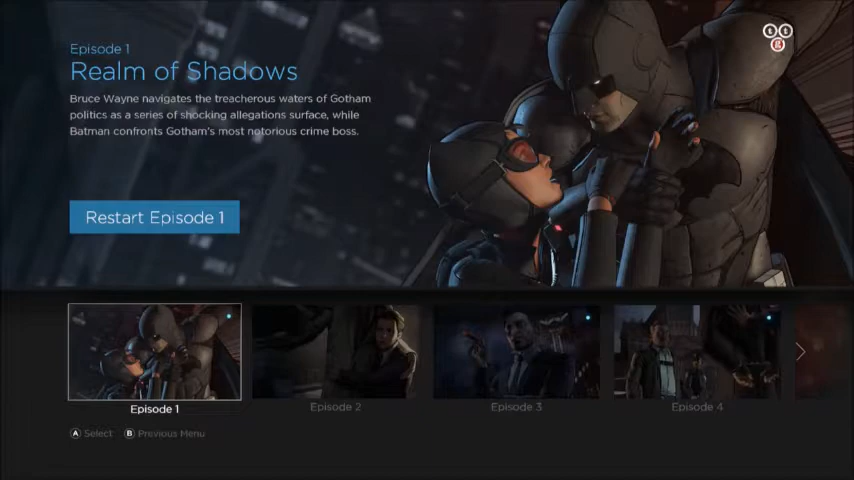 Episode 1
Realm of Shadows
Bruce Wayne navigates the treacherous waters of Gotham
politics as a series of shocking allegations surface, while
Batman confronts Gotham's most notorious crime boss.
Restart Episode 1
Episode 1
Episode 2
Episode 3
Episode 4
A Select B Previous Menu
t t
g